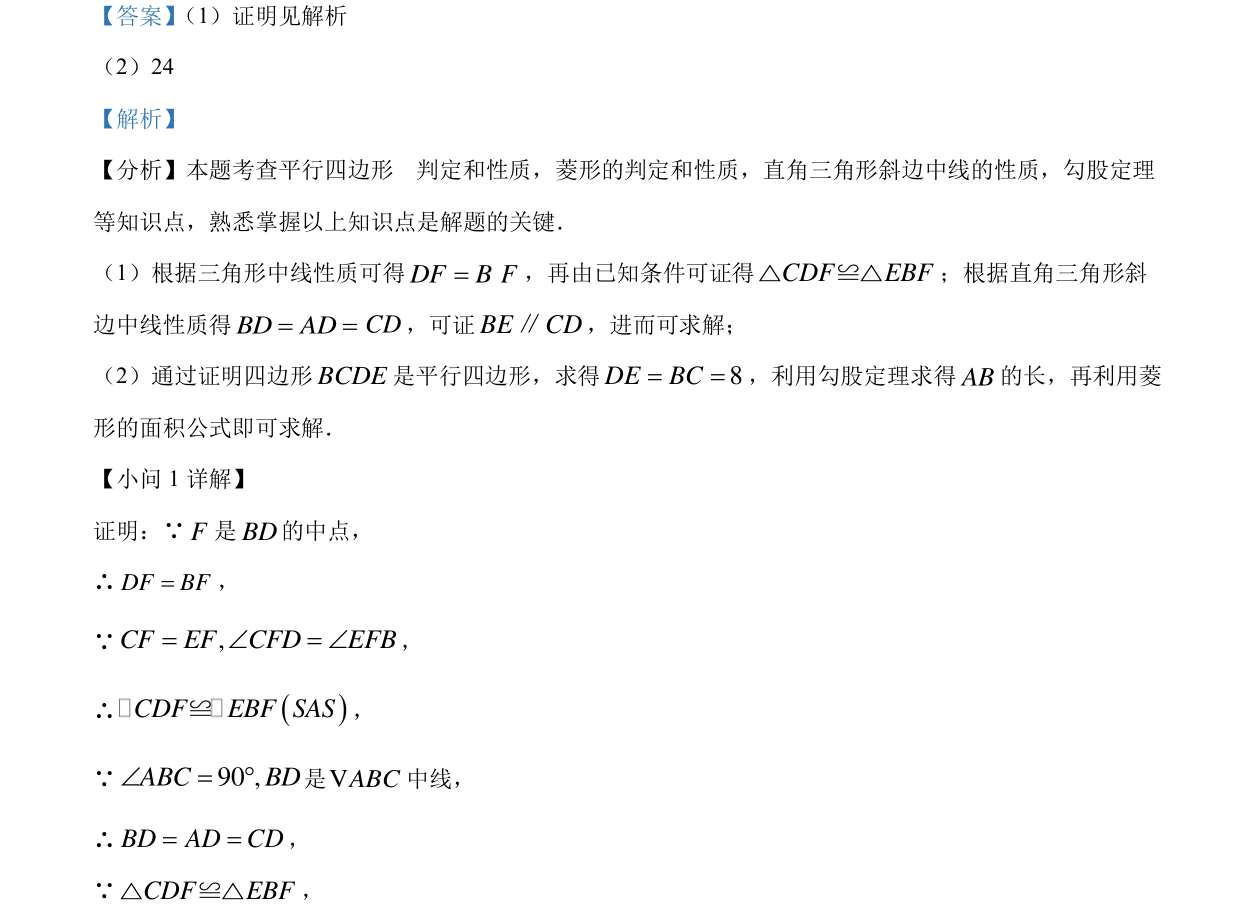 【答案】（1）证明见解析
（2）24
【解析】
【分析】本题考查平行四边形 判定和性质，菱形的判定和性质，直角三角形斜边中线的性质，勾股定理
等知识点，熟悉掌握以上知识点是解题的关键．
（1）根据三角形中线性质可得 DF = B F ，再由已知条件可证得 △CDF≌△EBF ；根据直角三角形斜
边中线性质得 BD = AD = CD ，可证 BE ∥ CD ，进而可求解；
（2）通过证明四边形 BCDE 是平行四边形，求得 DE = BC = 8 ，利用勾股定理求得 AB 的长，再利用菱
形的面积公式即可求解．
【小问 1 详解】
证明：∵ F 是 BD 的中点，
∴ DF = BF ，
∵ CF = EF , ∠CFD = ∠EFB ，
∴ □CDF≌□EBF (SAS) ，
∵ ∠ABC = 90°, BD 是 VABC 中线，
∴ BD = AD = CD ，
∵ △CDF≌△EBF ，